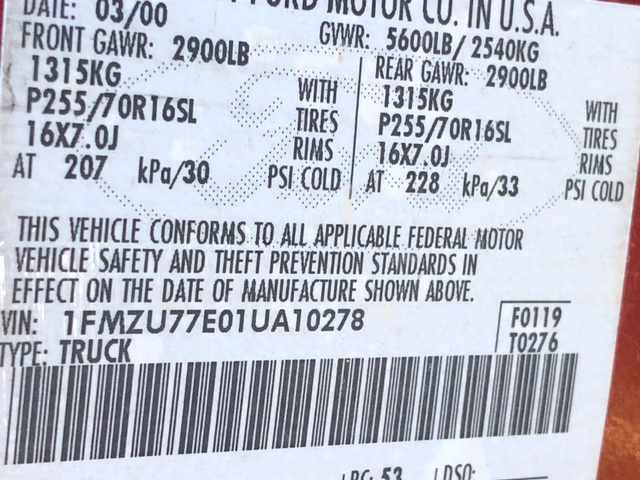 DATE: 03/00 FORD MOTOR CO. IN U.S.A.
FRONT GAWR: 2900LB GVWR: 5600LB/2540KG
1315KG WITH REAR GAWR: 2900LB
P255/70R16SL TIRES 1315KG WITH
16X7.0J RIMS P255/70R16SL TIRES
AT 207 kPa/30 PSI COLD 16X7.0J RIMS
AT 228 kPa/33 PSI COLD
THIS VEHICLE CONFORMS TO ALL APPLICABLE FEDERAL MOTOR
VEHICLE SAFETY AND THEFT PREVENTION STANDARDS IN
EFFECT ON THE DATE OF MANUFACTURE SHOWN ABOVE.
VIN: 1FMZU77E01UA10278 F0119
TYPE: TRUCK T0276
53 DSO: